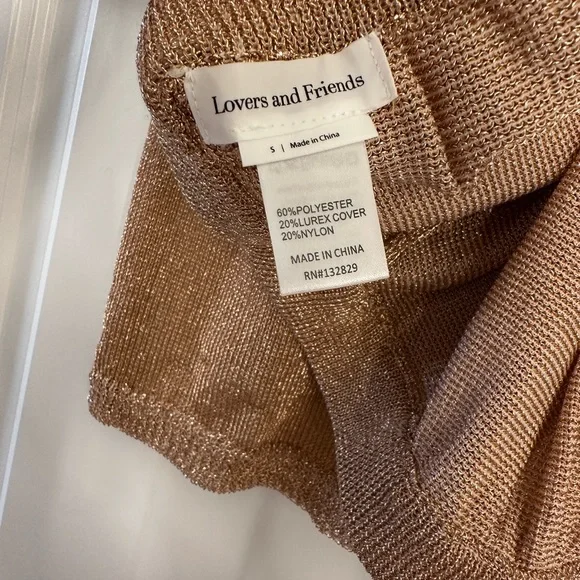 Lovers and Friends
S | Made in China
60%POLYESTER
20%LUREX COVER
20%NYLON
MADE IN CHINA
RN#132829